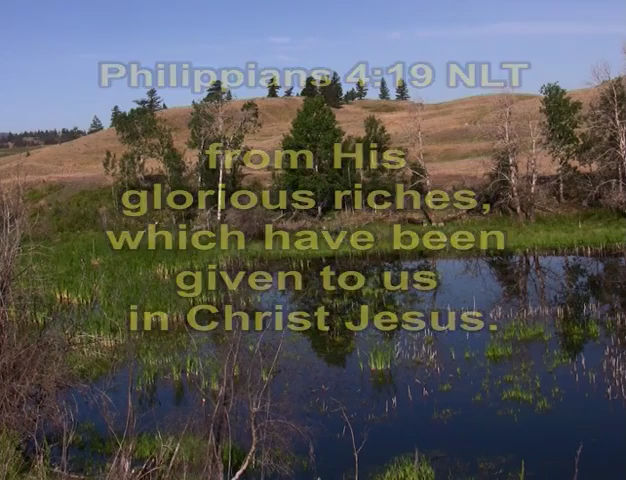 Philippians 4:19 NLT
from His
glorious riches,
which have been
given to us
in Christ Jesus.